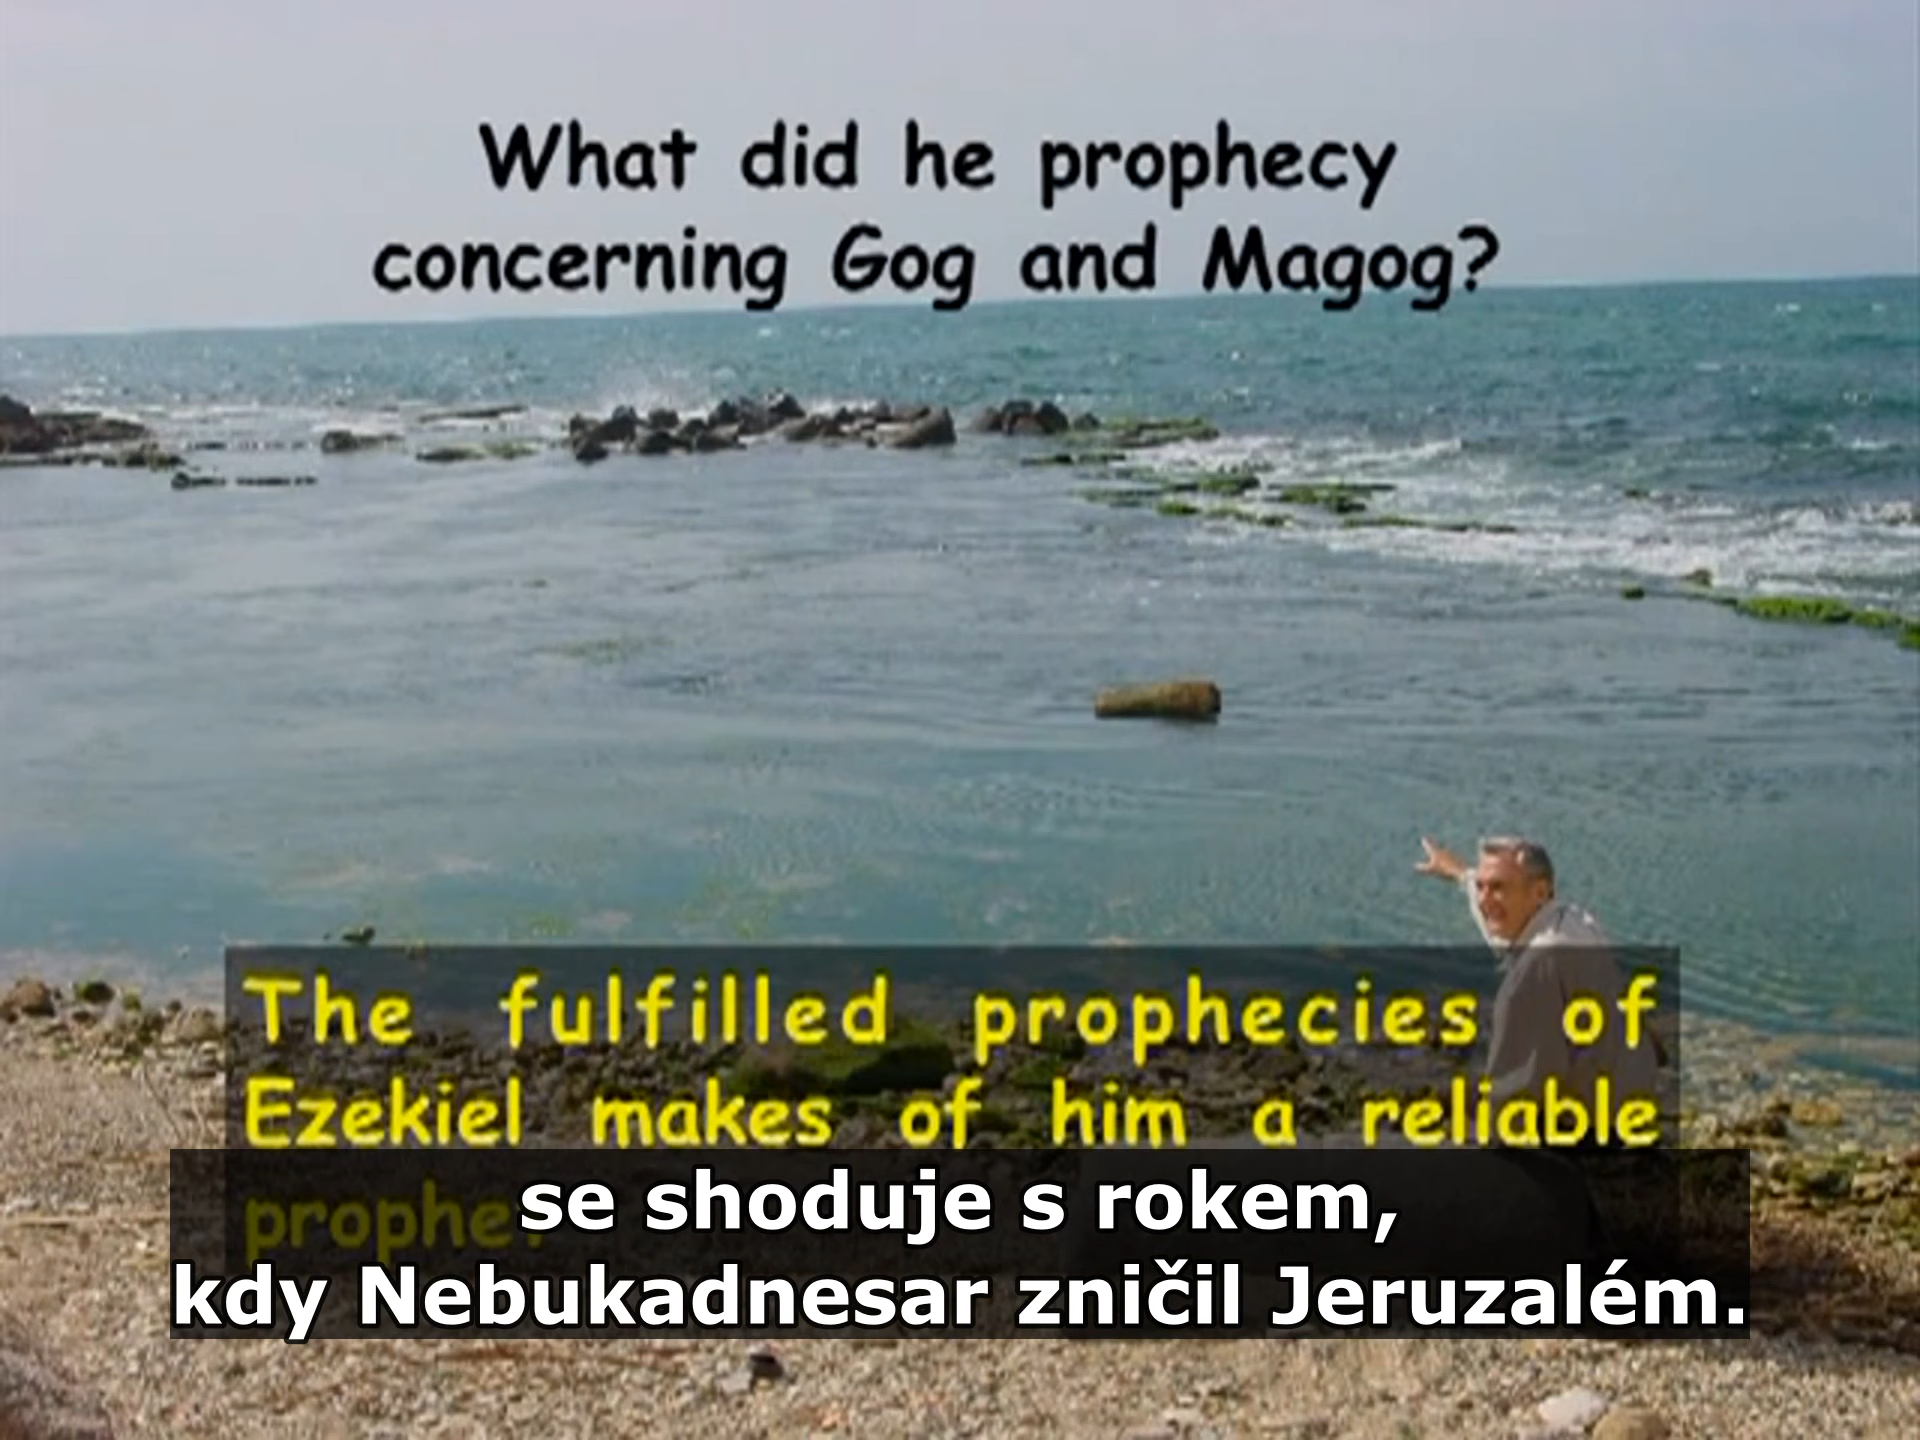 What did he prophecy
concerning Gog and Magog?
The fulfilled prophecies of
Ezekiel makes of him a reliable
prophet.
se shoduje s rokem,
kdy Nebukadnesar zničil Jeruzalém.